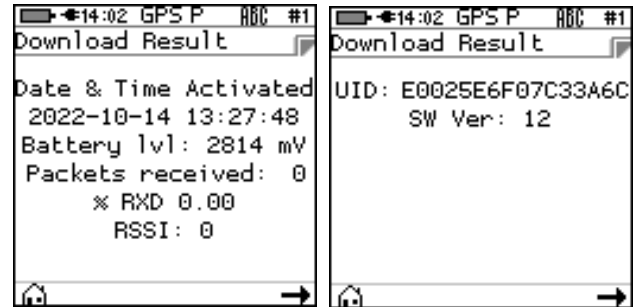 14:02 GPS P ABC #1
Download Result
Date & Time Activated
2022-10-14 13:27:48
Battery lvl: 2814 mV
Packets received: 0
% RXD 0.00
RSSI: 0
14:02 GPS P ABC #1
Download Result
UID: E0025E6F07C33A6C
SW Ver: 12